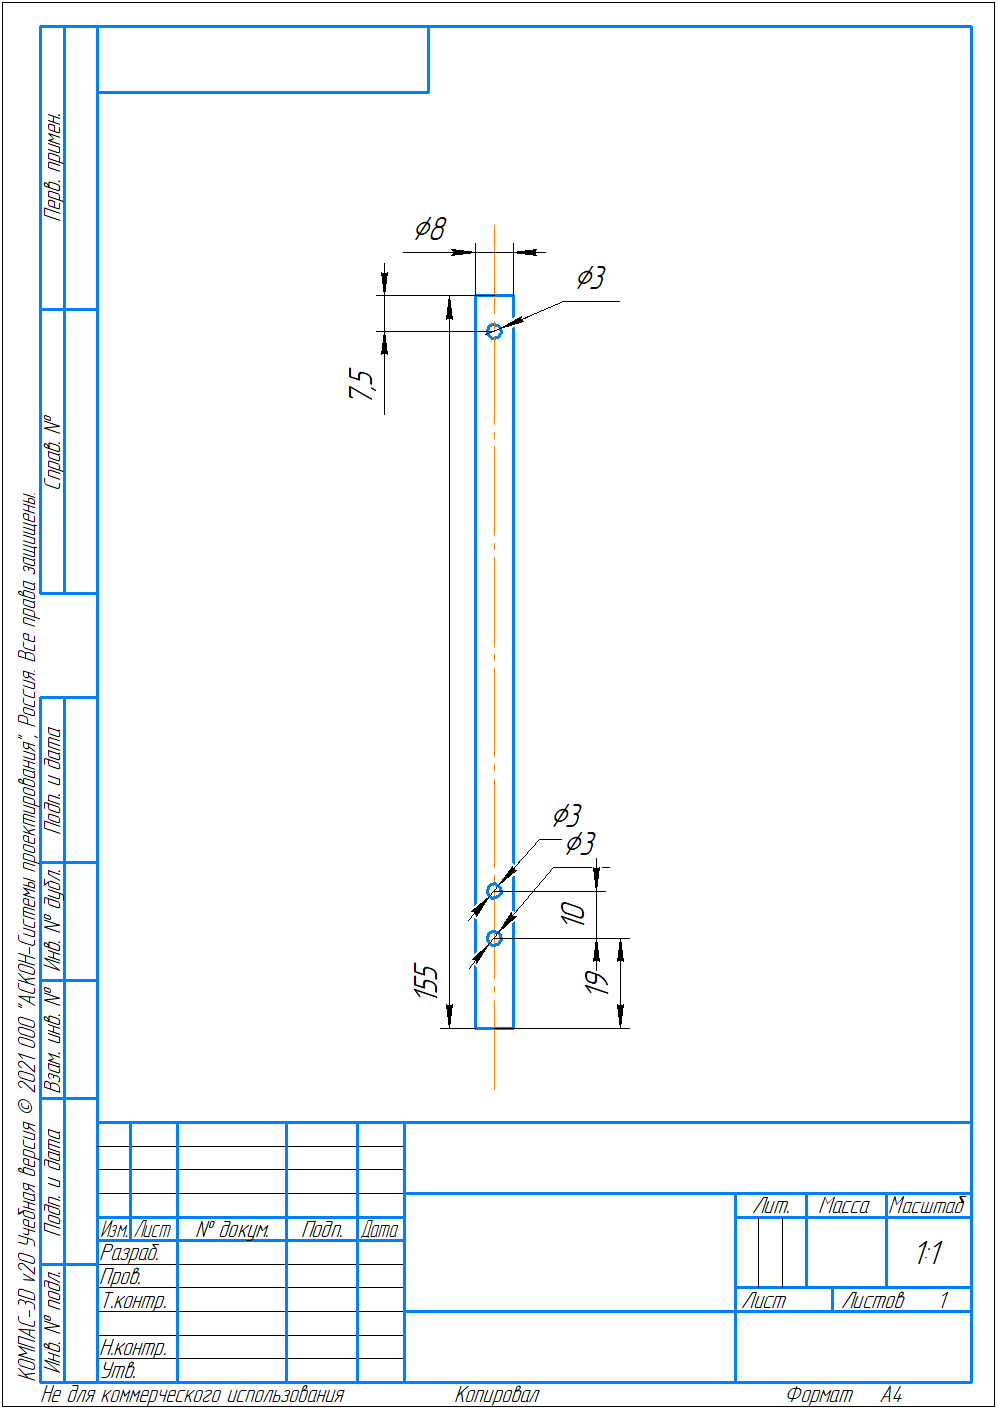 Перв. примен.
Справ. №
Подп. и дата
Инв. № дубл.
Взам. инв. №
Подп. и дата
Инв. № подл.
КОМПАС-3D v20 Учебная версия © 2021 ООО "АСКОН-Системы проектирования", Россия. Все права защищены.
⌀8
⌀3
7,5
⌀3
⌀3
10
155
19
Изм. Лист № докум. Подп. Дата
Разраб.
Пров.
Т.контр.
Н.контр.
Утв.
Лит. Масса Масштаб
1:1
Лист Листов 1
Не для коммерческого использования Копировал Формат А4